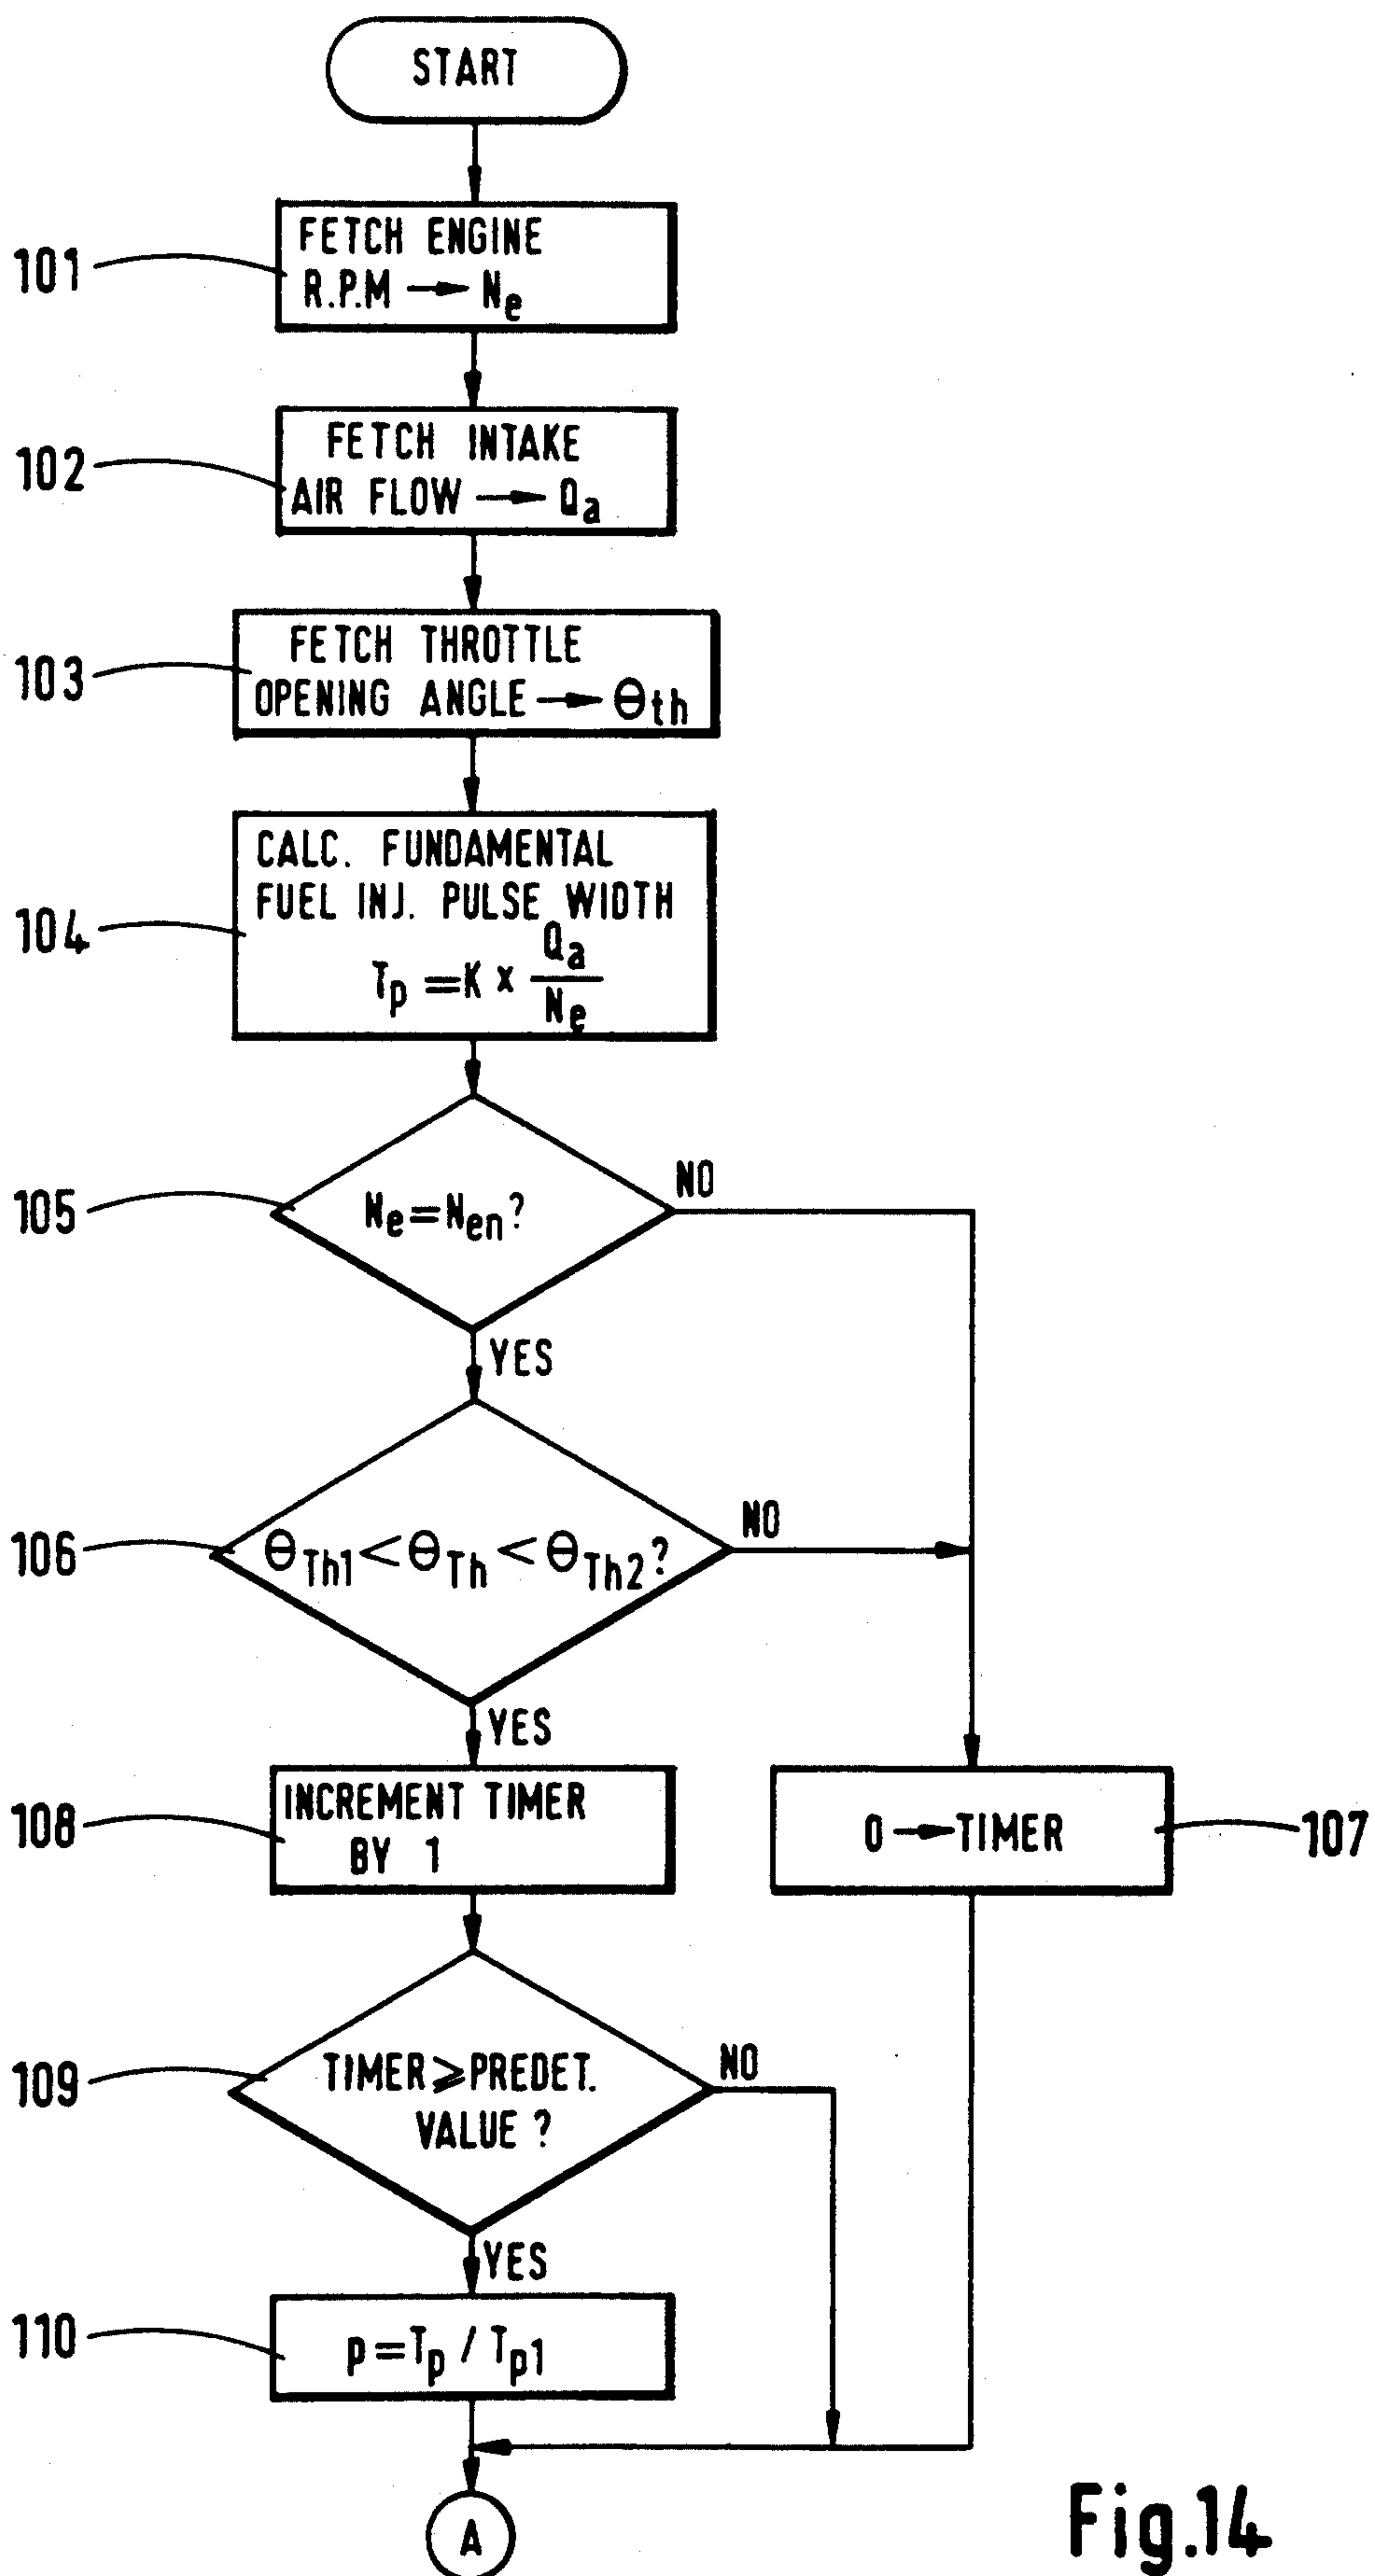 START
101
FETCH ENGINE
R.P.M → Ne
102
FETCH INTAKE
AIR FLOW → Qa
103
FETCH THROTTLE
OPENING ANGLE → Θth
104
CALC. FUNDAMENTAL
FUEL INJ. PULSE WIDTH
Tp = K × Qa / Ne
105
Ne = Nen?
NO
YES
106
ΘTh1 < ΘTh < ΘTh2?
NO
YES
108
INCREMENT TIMER
BY 1
0 → TIMER
107
109
TIMER ⩾ PREDET.
VALUE ?
NO
YES
110
p = Tp / Tp1
A
Fig.14